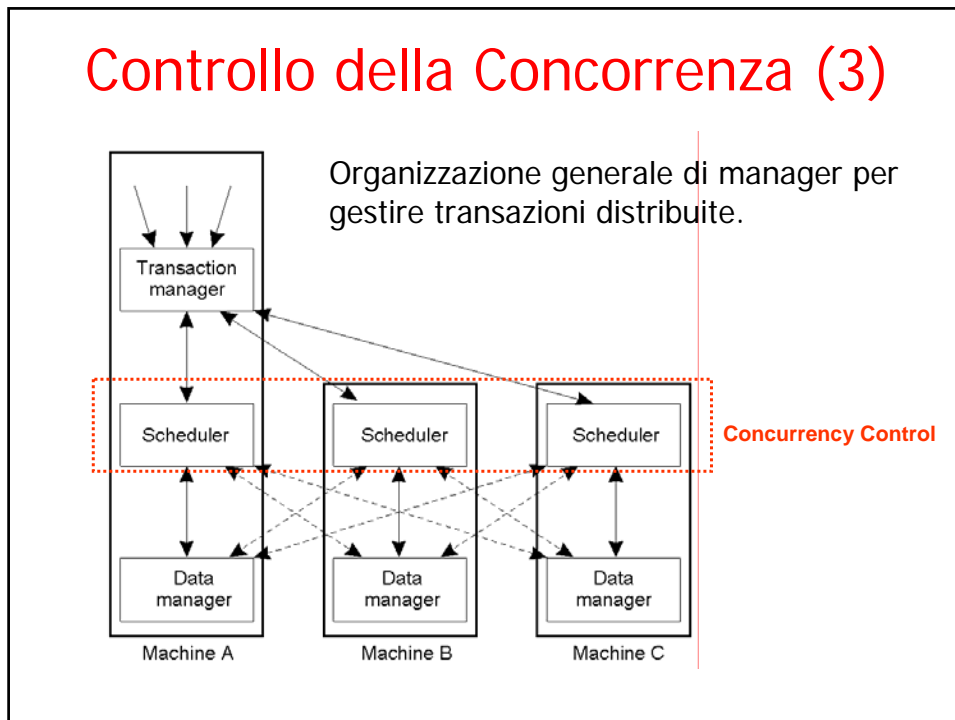 Controllo della Concorrenza (3)
Organizzazione generale di manager per
gestire transazioni distribuite.
Transaction
manager
Scheduler
Scheduler
Scheduler
Concurrency Control
Data
manager
Data
manager
Data
manager
Machine A
Machine B
Machine C